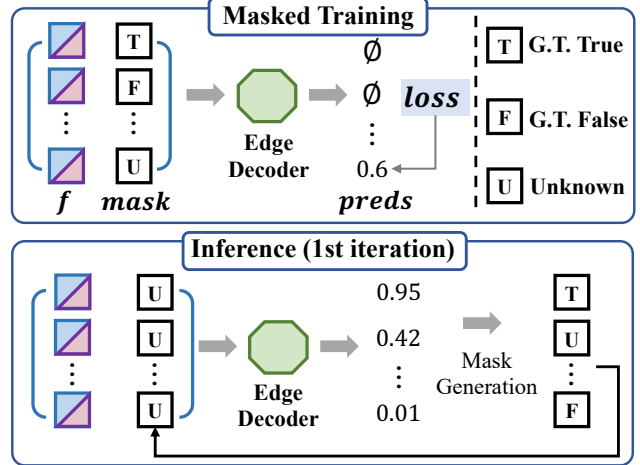 Masked Training
T
F
⋮
U
f
mask
Edge
Decoder
∅
∅
⋮
0.6
preds
loss
T G.T. True
F G.T. False
U Unknown
Inference (1st iteration)
U
U
⋮
U
Edge
Decoder
0.95
0.42
⋮
0.01
Mask
Generation
T
U
⋮
F